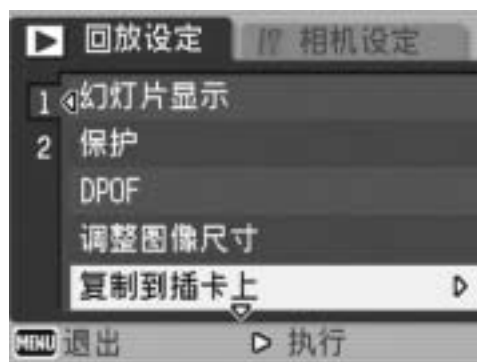 回放设定 相机设定
1 幻灯片显示
2 保护
DPOF
调整图像尺寸
复制到插卡上
MENU 退出 执行